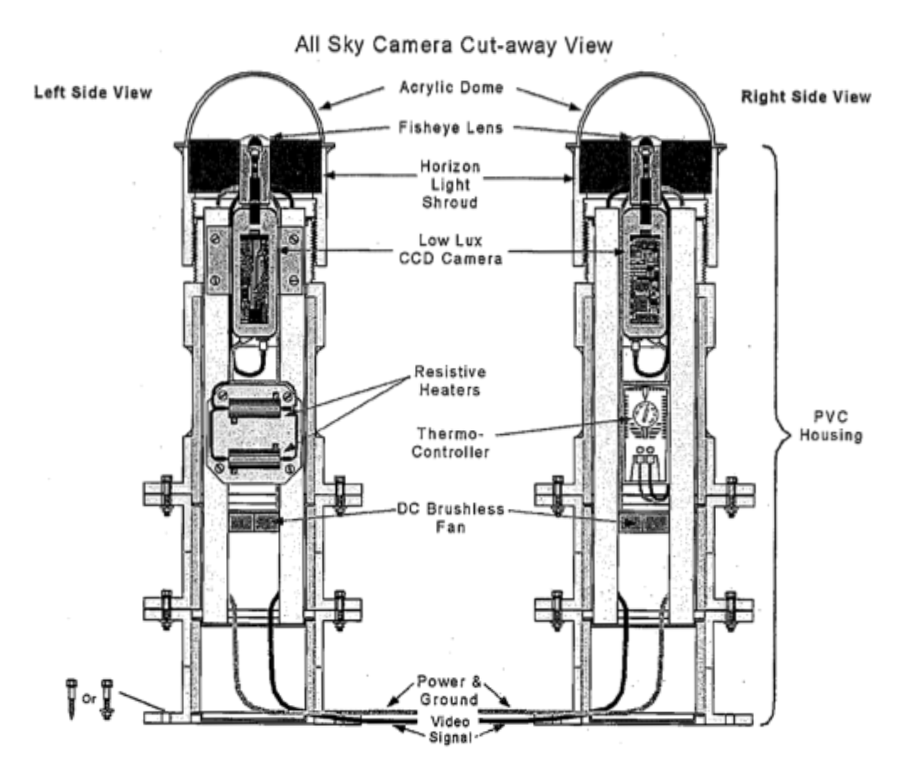 All Sky Camera Cut-away View
Left Side View
Right Side View
Acrylic Dome
Fisheye Lens
Horizon
Light
Shroud
Low Lux
CCD Camera
Resistive
Heaters
Thermo-
Controller
PVC
Housing
DC Brushless
Fan
Power &
Ground
Or
Video
Signal